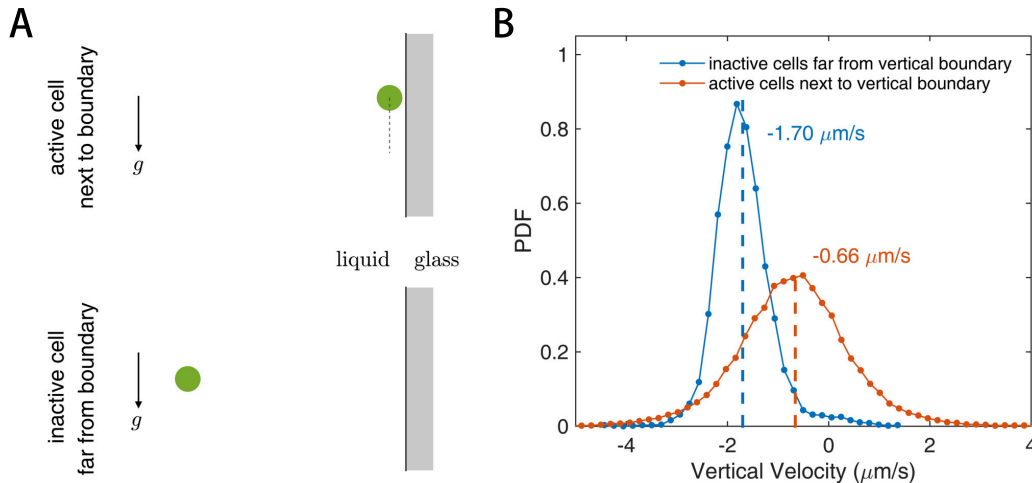 A
active cell
next to boundary
g
liquid glass
inactive cell
far from boundary
g
B
inactive cells far from vertical boundary
active cells next to vertical boundary
-1.70 μm/s
-0.66 μm/s
PDF
1
0.8
0.6
0.4
0.2
0
-4 -2 0 2 4
Vertical Velocity (μm/s)